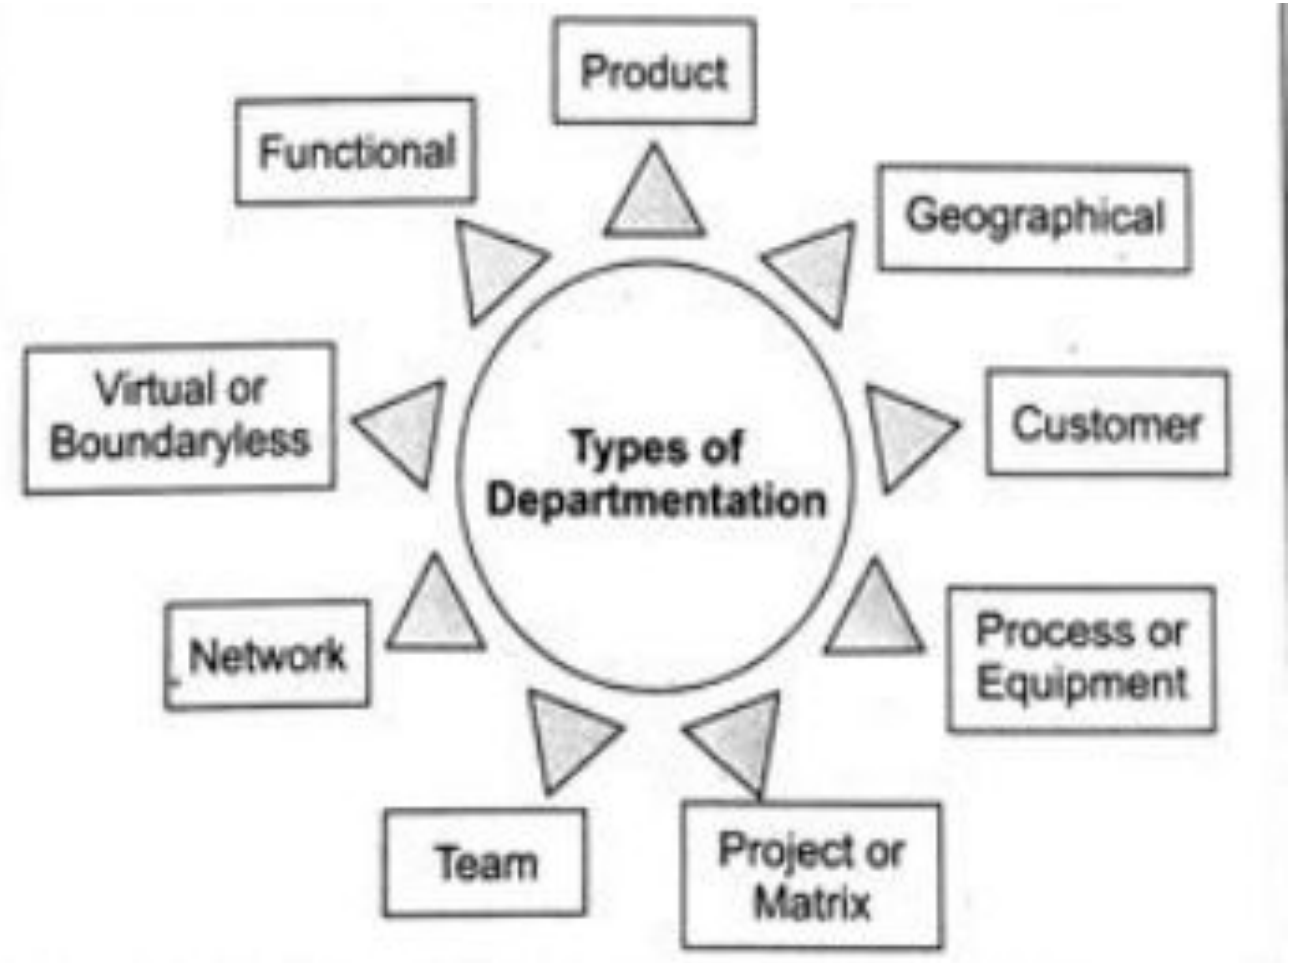 Product
Functional
Geographical
Virtual or
Boundaryless
Customer
Types of
Departmentation
Network
Process or
Equipment
Team
Project or
Matrix